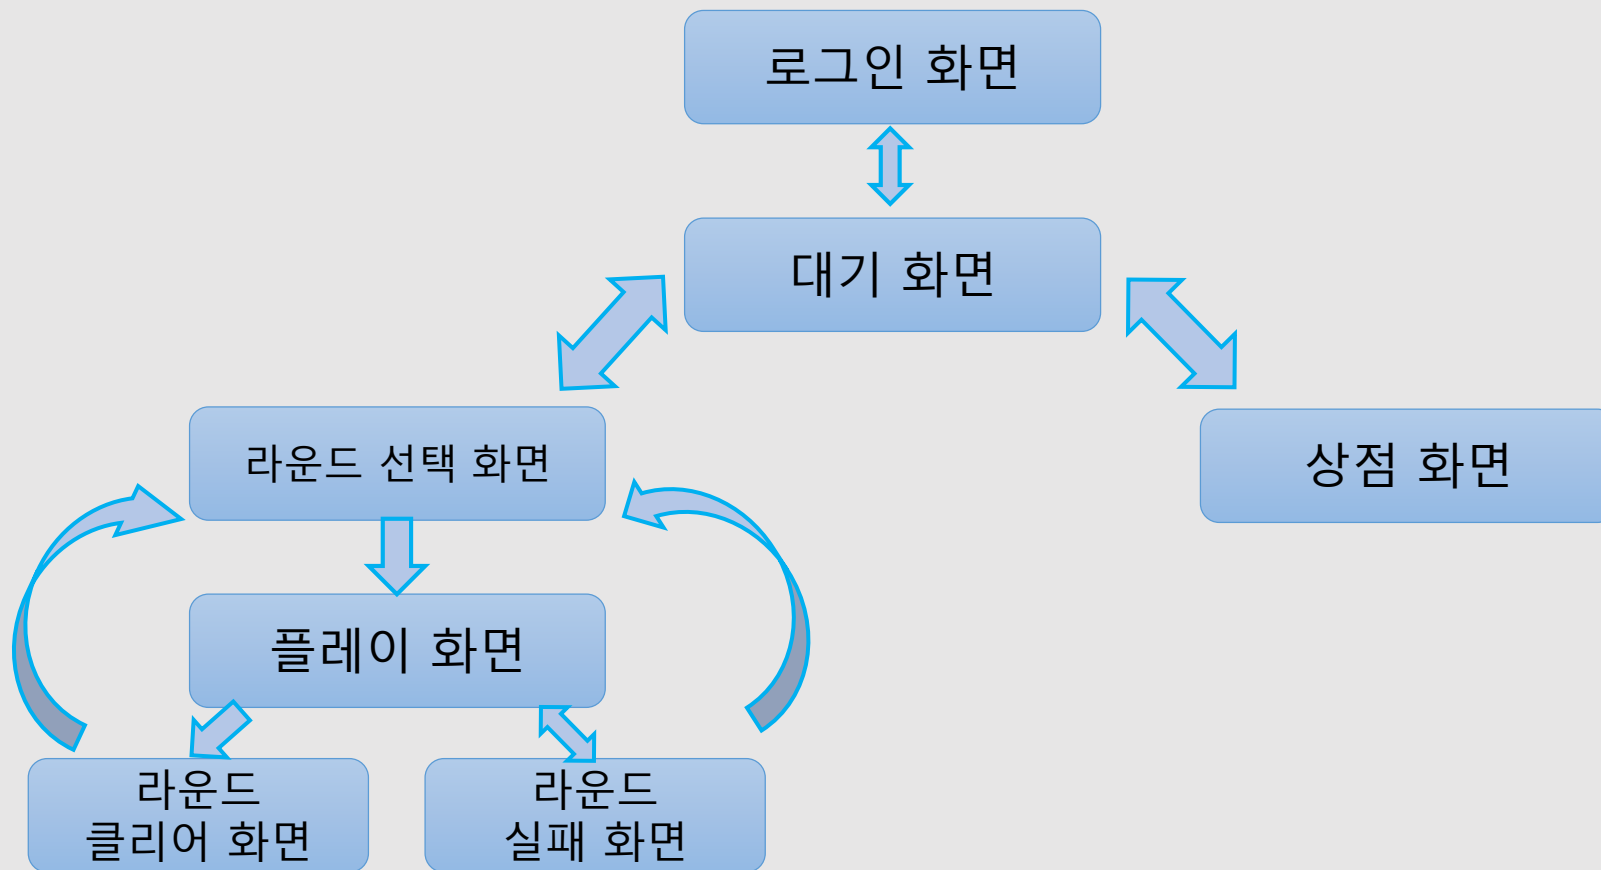 로그인 화면
대기 화면
라운드 선택 화면
상점 화면
플레이 화면
라운드
클리어 화면
라운드
실패 화면